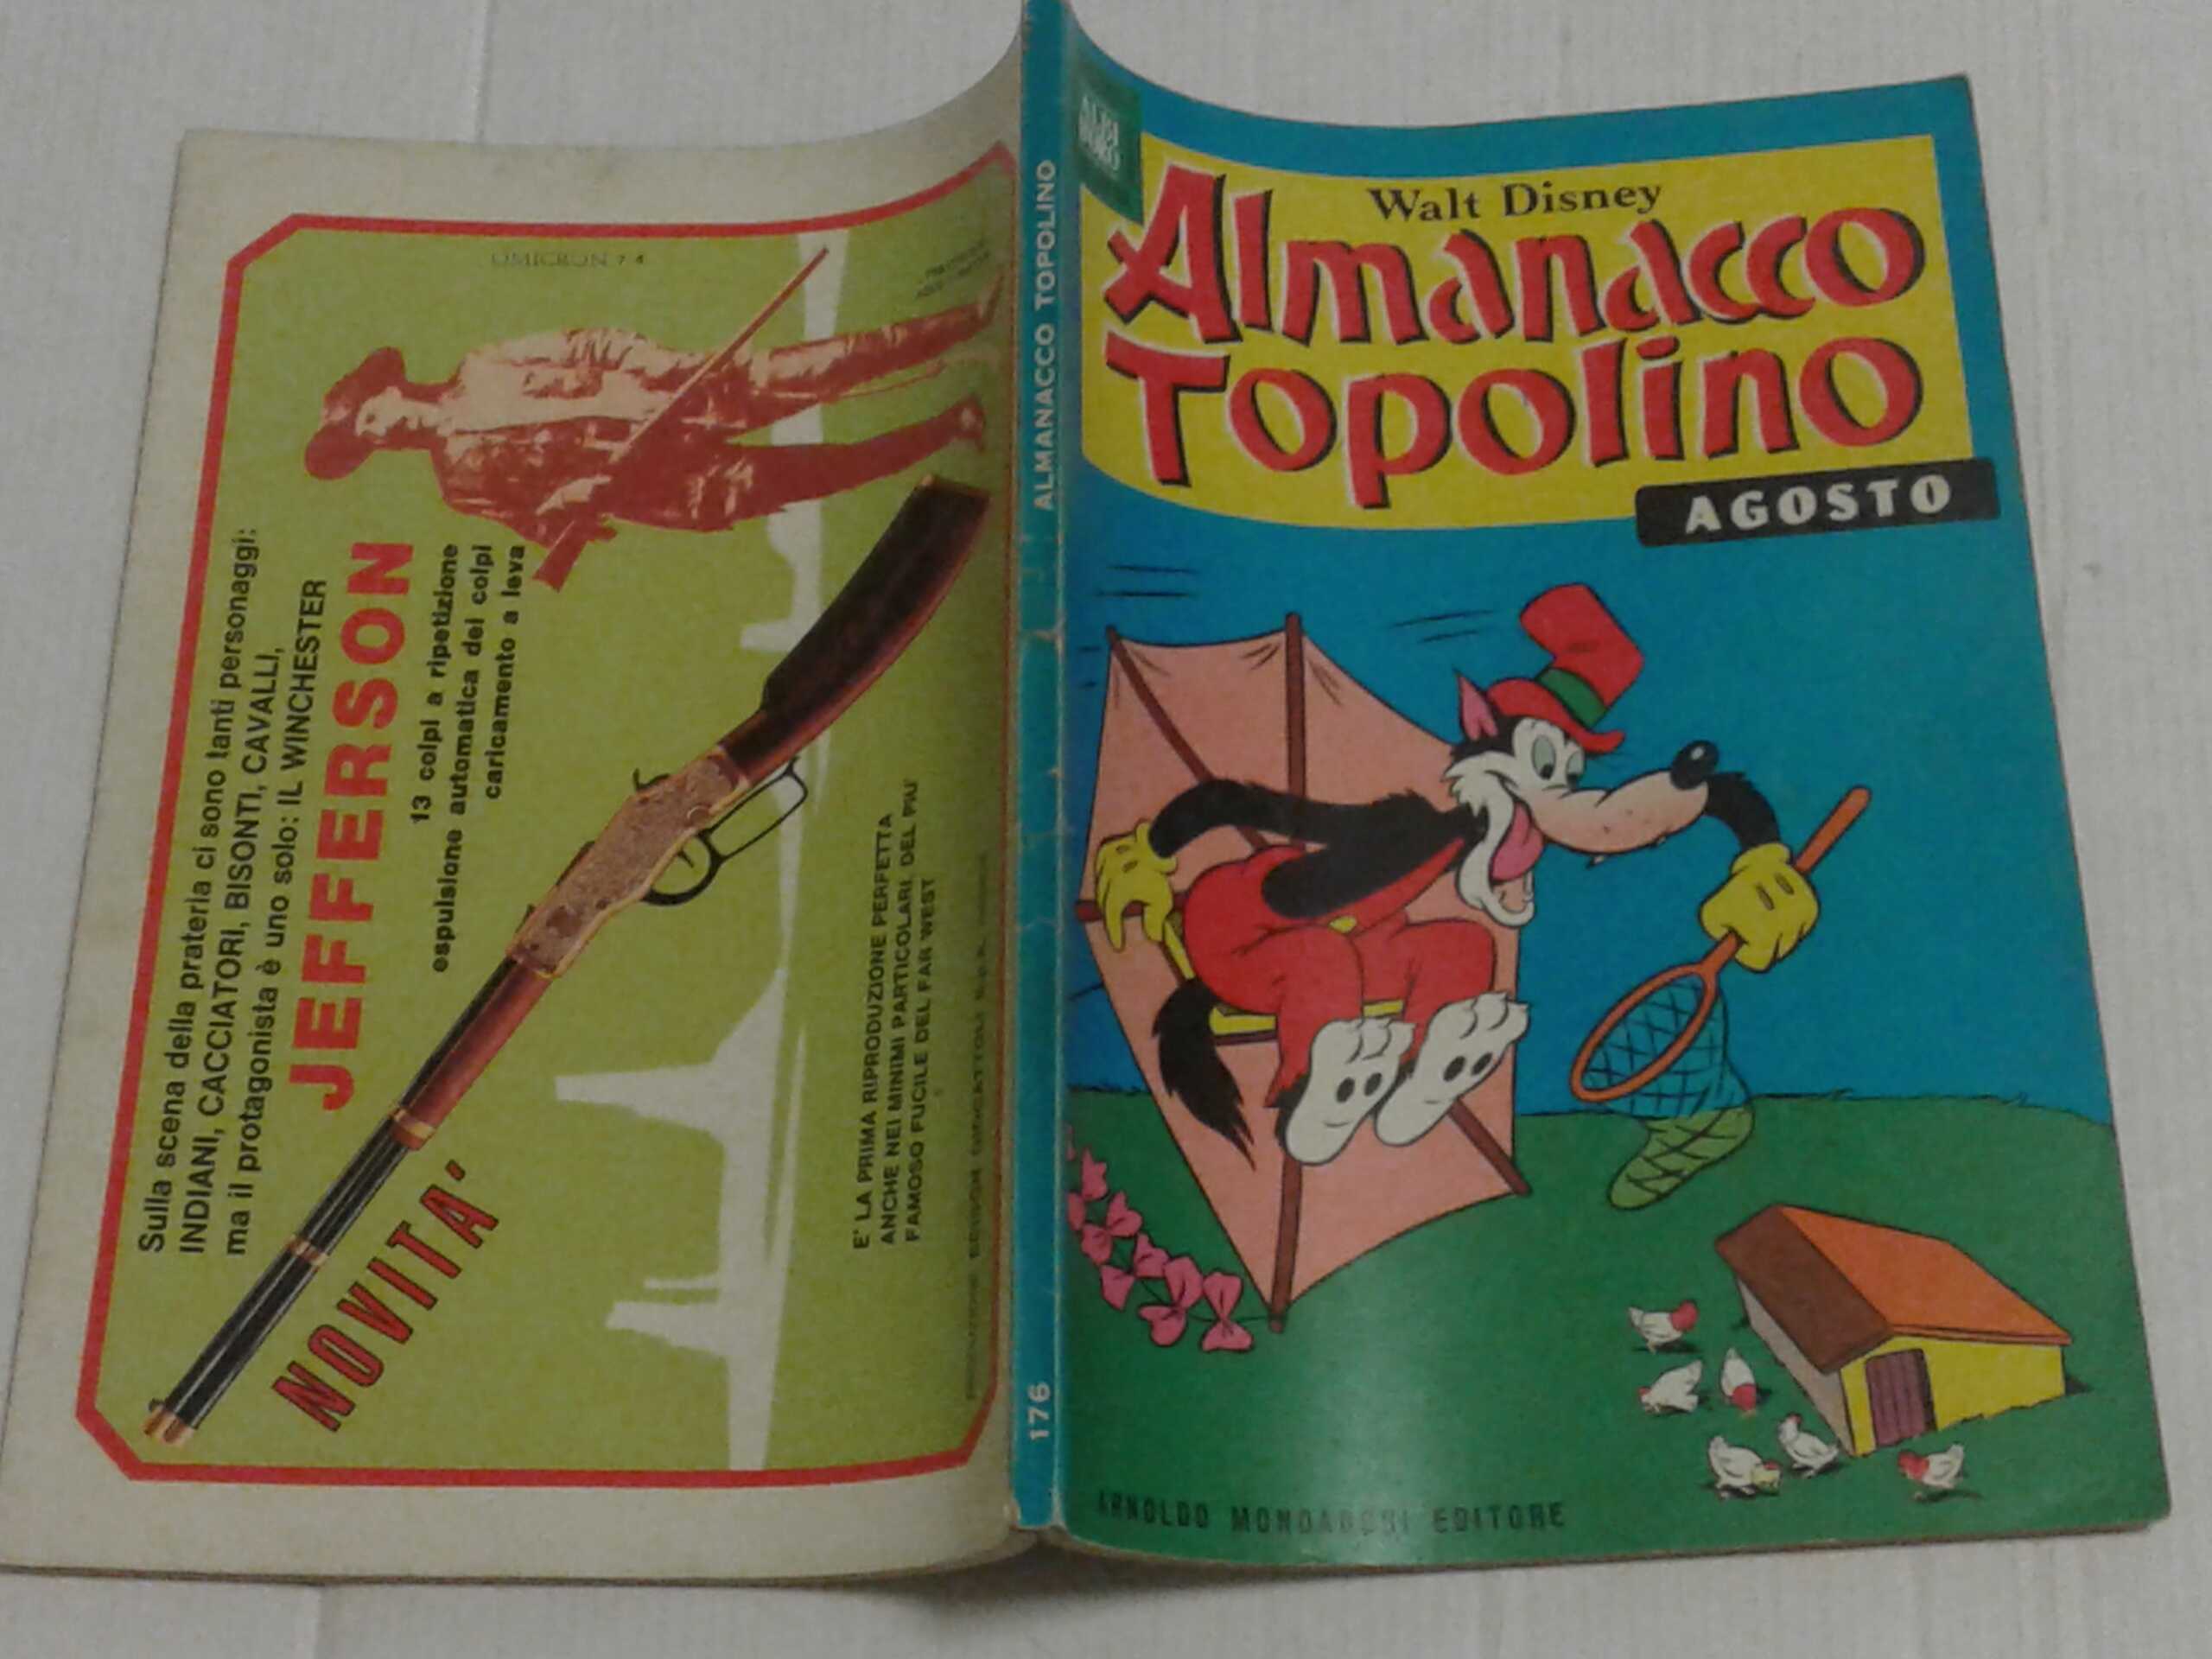 Walt Disney
Almanacco
Topolino
AGOSTO
ARNOLDO MONDADORI EDITORE
ALMANACCO TOPOLINO
176
Sulla scena della prateria ci sono tanti personaggi:
INDIANI, CACCIATORI, BISONTI, CAVALLI,
ma il protagonista è uno solo: IL WINCHESTER
JEFFERSON
13 colpi a ripetizione
espulsione automatica dei colpi
caricamento a leva
NOVITA'
E' LA PRIMA RIPRODUZIONE PERFETTA
ANCHE NEI MINIMI PARTICOLARI, DEL PIU'
FAMOSO FUCILE DEL FAR WEST
OMICRON 7 4